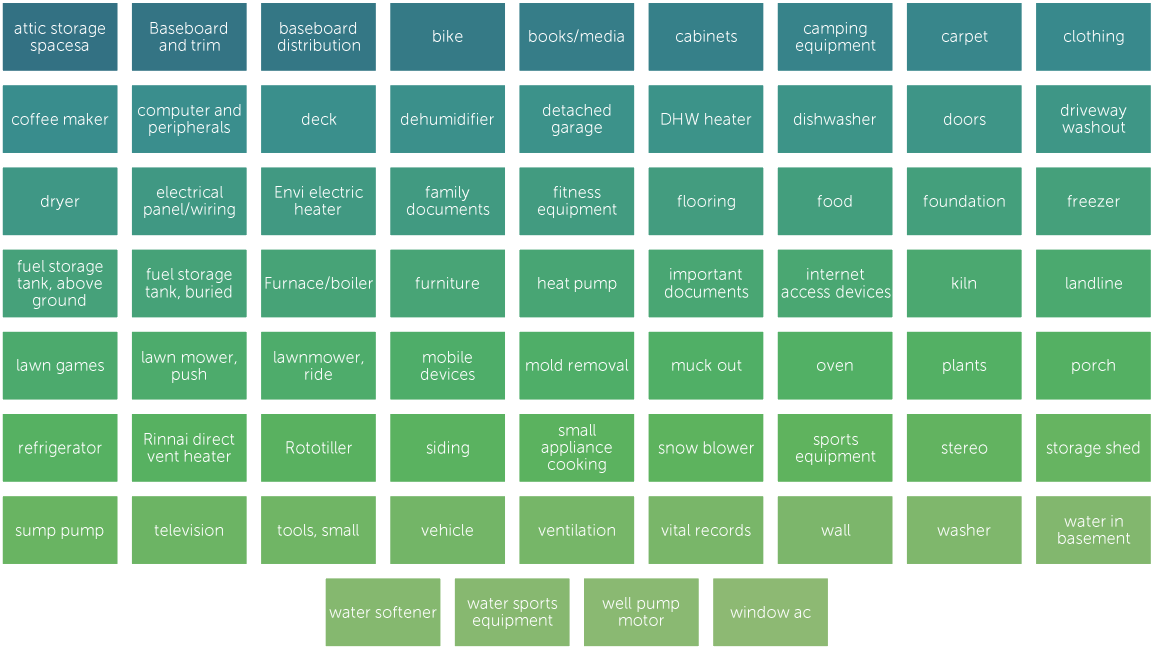 attic storage
spacesa
Baseboard
and trim
baseboard
distribution
bike
books/media
cabinets
camping
equipment
carpet
clothing
coffee maker
computer and
peripherals
deck
dehumidifier
detached
garage
DHW heater
dishwasher
doors
driveway
washout
dryer
electrical
panel/wiring
Envi electric
heater
family
documents
fitness
equipment
flooring
food
foundation
freezer
fuel storage
tank, above
ground
fuel storage
tank, buried
Furnace/boiler
furniture
heat pump
important
documents
internet
access devices
kiln
landline
lawn games
lawn mower,
push
lawnmower,
ride
mobile
devices
mold removal
muck out
oven
plants
porch
refrigerator
Rinnai direct
vent heater
Rototiller
siding
small
appliance
cooking
snow blower
sports
equipment
stereo
storage shed
sump pump
television
tools, small
vehicle
ventilation
vital records
wall
washer
water in
basement
water softener
water sports
equipment
well pump
motor
window ac